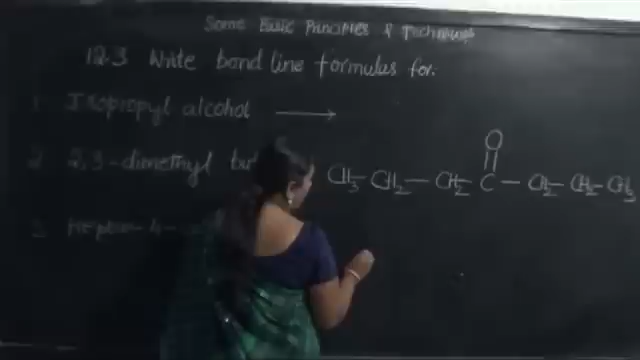 Some Basic Principles & Techniques
12.3 Write bond line formulas for:
1. Isopropyl alcohol ⟶
2. 2,3-dimethyl bu
O
||
CH3-CH2-CH2 C-CH2-CH2-CH3
3. Heptan-4-